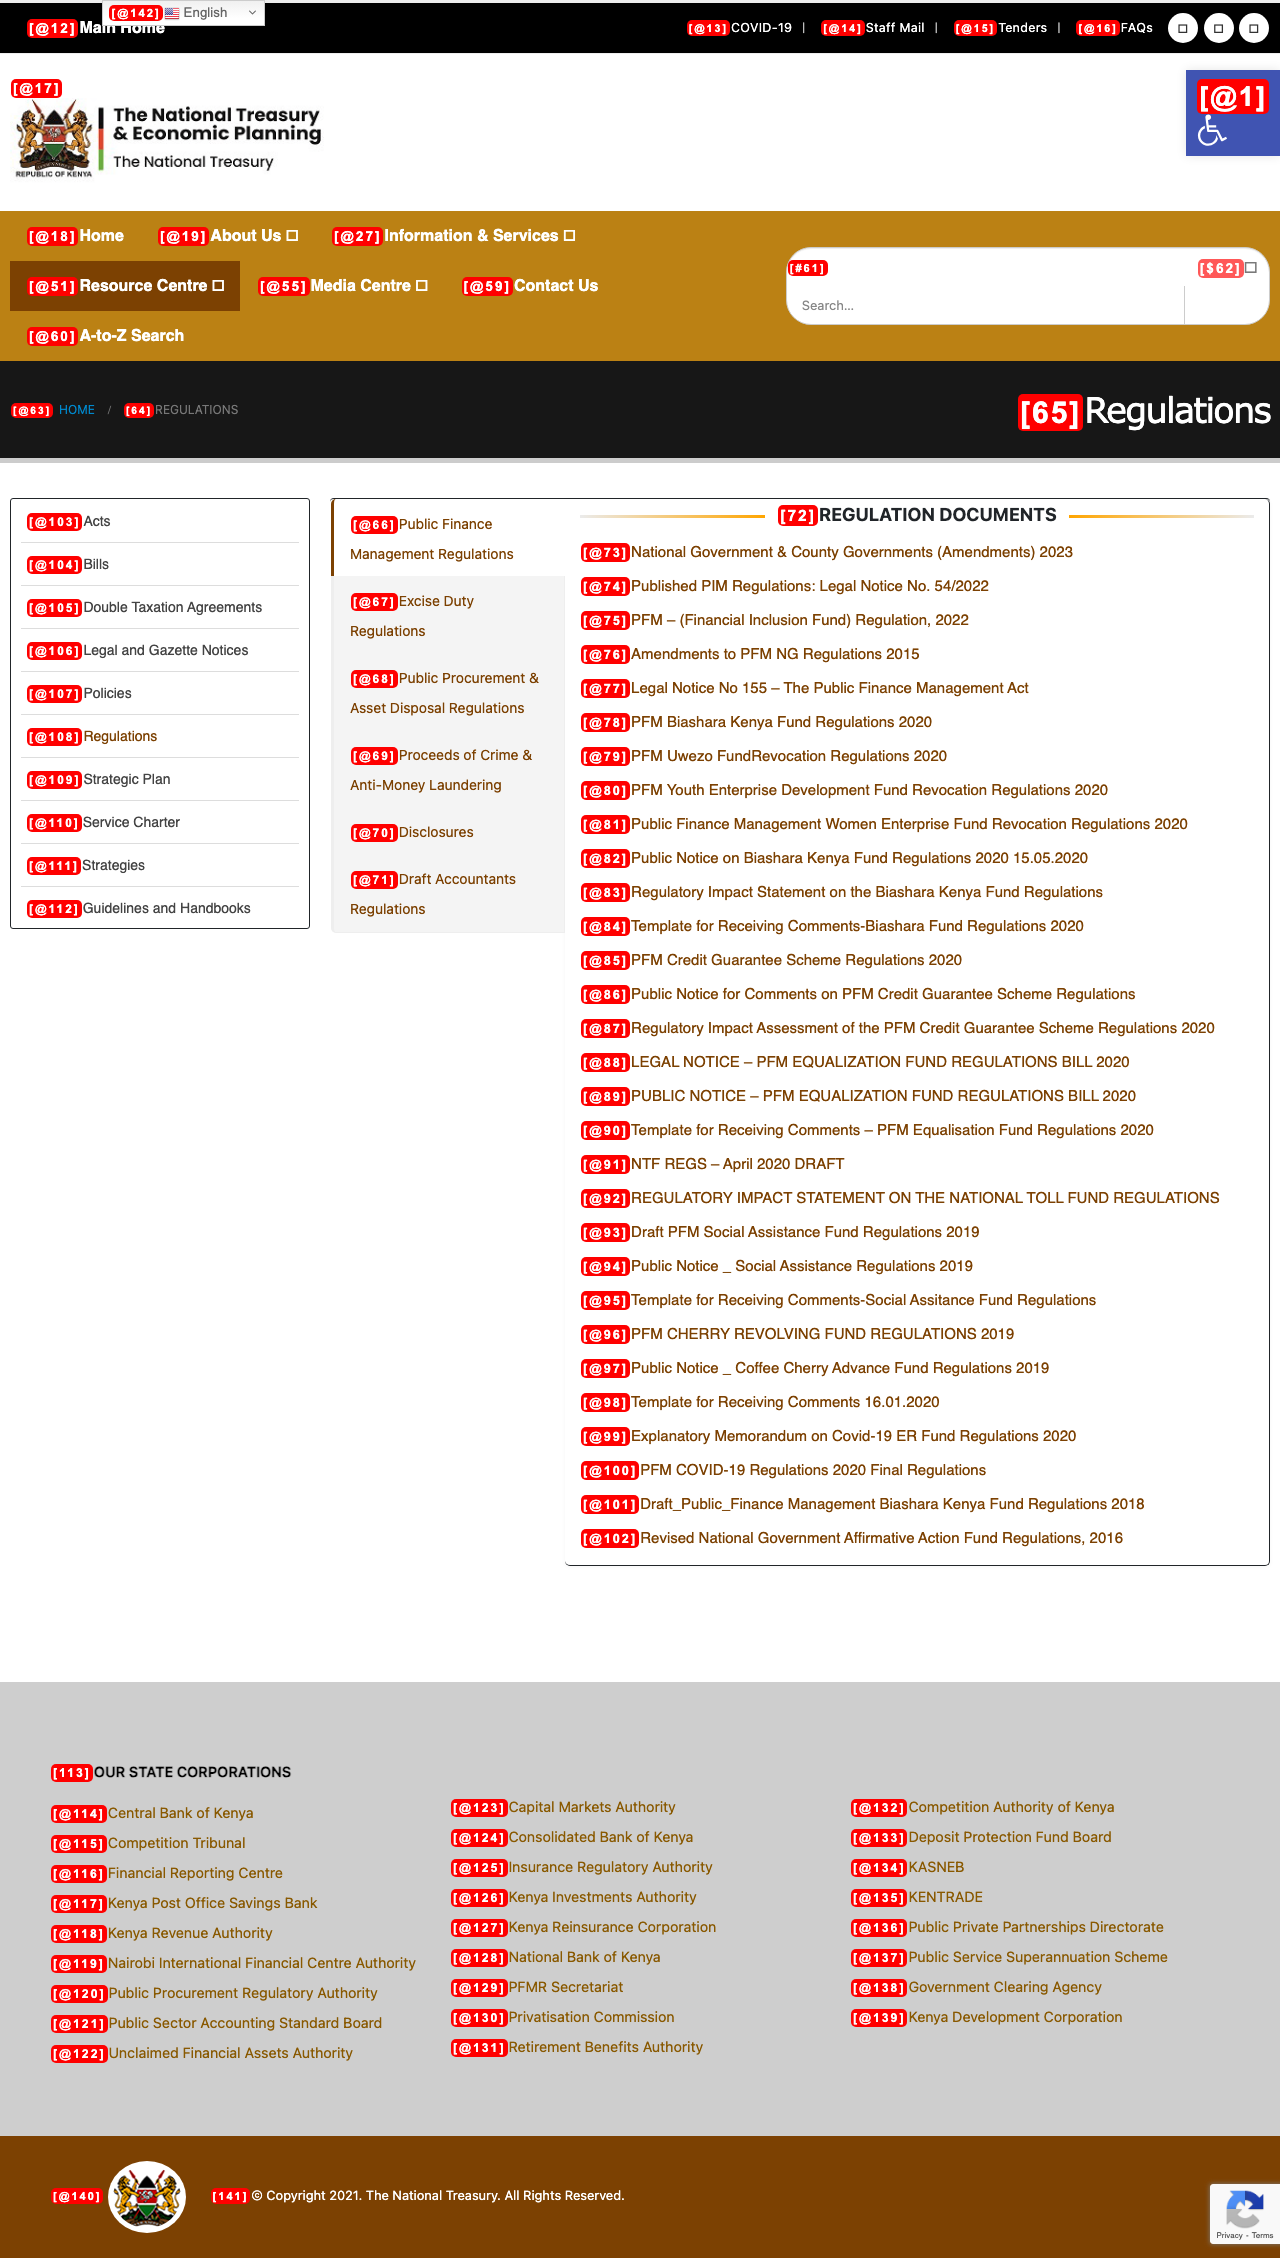 [@142] English
[@12] Main Home
[@13]COVID-19 | [@14]Staff Mail | [@15]Tenders | [@16]FAQs
[@17]
The National Treasury
& Economic Planning
The National Treasury
REPUBLIC OF KENYA
[@1]
[@18]Home [@19]About Us [@27]Information & Services
[@51]Resource Centre [@55]Media Centre [@59]Contact Us
[@60]A-to-Z Search
[#61] [$62]
Search...
[@63] HOME / [64]REGULATIONS
[65]Regulations
[@103]Acts
[@104]Bills
[@105]Double Taxation Agreements
[@106]Legal and Gazette Notices
[@107]Policies
[@108]Regulations
[@109]Strategic Plan
[@110]Service Charter
[@111]Strategies
[@112]Guidelines and Handbooks
[@66]Public Finance
Management Regulations
[@67]Excise Duty
Regulations
[@68]Public Procurement &
Asset Disposal Regulations
[@69]Proceeds of Crime &
Anti-Money Laundering
[@70]Disclosures
[@71]Draft Accountants
Regulations
[72]REGULATION DOCUMENTS
[@73]National Government & County Governments (Amendments) 2023
[@74]Published PIM Regulations: Legal Notice No. 54/2022
[@75]PFM – (Financial Inclusion Fund) Regulation, 2022
[@76]Amendments to PFM NG Regulations 2015
[@77]Legal Notice No 155 – The Public Finance Management Act
[@78]PFM Biashara Kenya Fund Regulations 2020
[@79]PFM Uwezo FundRevocation Regulations 2020
[@80]PFM Youth Enterprise Development Fund Revocation Regulations 2020
[@81]Public Finance Management Women Enterprise Fund Revocation Regulations 2020
[@82]Public Notice on Biashara Kenya Fund Regulations 2020 15.05.2020
[@83]Regulatory Impact Statement on the Biashara Kenya Fund Regulations
[@84]Template for Receiving Comments-Biashara Fund Regulations 2020
[@85]PFM Credit Guarantee Scheme Regulations 2020
[@86]Public Notice for Comments on PFM Credit Guarantee Scheme Regulations
[@87]Regulatory Impact Assessment of the PFM Credit Guarantee Scheme Regulations 2020
[@88]LEGAL NOTICE – PFM EQUALIZATION FUND REGULATIONS BILL 2020
[@89]PUBLIC NOTICE – PFM EQUALIZATION FUND REGULATIONS BILL 2020
[@90]Template for Receiving Comments – PFM Equalisation Fund Regulations 2020
[@91]NTF REGS – April 2020 DRAFT
[@92]REGULATORY IMPACT STATEMENT ON THE NATIONAL TOLL FUND REGULATIONS
[@93]Draft PFM Social Assistance Fund Regulations 2019
[@94]Public Notice _ Social Assistance Regulations 2019
[@95]Template for Receiving Comments-Social Assitance Fund Regulations
[@96]PFM CHERRY REVOLVING FUND REGULATIONS 2019
[@97]Public Notice _ Coffee Cherry Advance Fund Regulations 2019
[@98]Template for Receiving Comments 16.01.2020
[@99]Explanatory Memorandum on Covid-19 ER Fund Regulations 2020
[@100]PFM COVID-19 Regulations 2020 Final Regulations
[@101]Draft_Public_Finance Management Biashara Kenya Fund Regulations 2018
[@102]Revised National Government Affirmative Action Fund Regulations, 2016
[113]OUR STATE CORPORATIONS
[@114]Central Bank of Kenya
[@115]Competition Tribunal
[@116]Financial Reporting Centre
[@117]Kenya Post Office Savings Bank
[@118]Kenya Revenue Authority
[@119]Nairobi International Financial Centre Authority
[@120]Public Procurement Regulatory Authority
[@121]Public Sector Accounting Standard Board
[@122]Unclaimed Financial Assets Authority
[@123]Capital Markets Authority
[@124]Consolidated Bank of Kenya
[@125]Insurance Regulatory Authority
[@126]Kenya Investments Authority
[@127]Kenya Reinsurance Corporation
[@128]National Bank of Kenya
[@129]PFMR Secretariat
[@130]Privatisation Commission
[@131]Retirement Benefits Authority
[@132]Competition Authority of Kenya
[@133]Deposit Protection Fund Board
[@134]KASNEB
[@135]KENTRADE
[@136]Public Private Partnerships Directorate
[@137]Public Service Superannuation Scheme
[@138]Government Clearing Agency
[@139]Kenya Development Corporation
[@140]
[141]© Copyright 2021. The National Treasury. All Rights Reserved.
Privacy - Terms